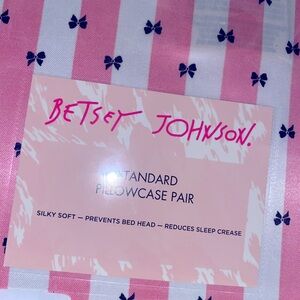 BETSEY JOHNSON.
STANDARD
PILLOWCASE PAIR
SILKY SOFT — PREVENTS BED HEAD — REDUCES SLEEP CREASE